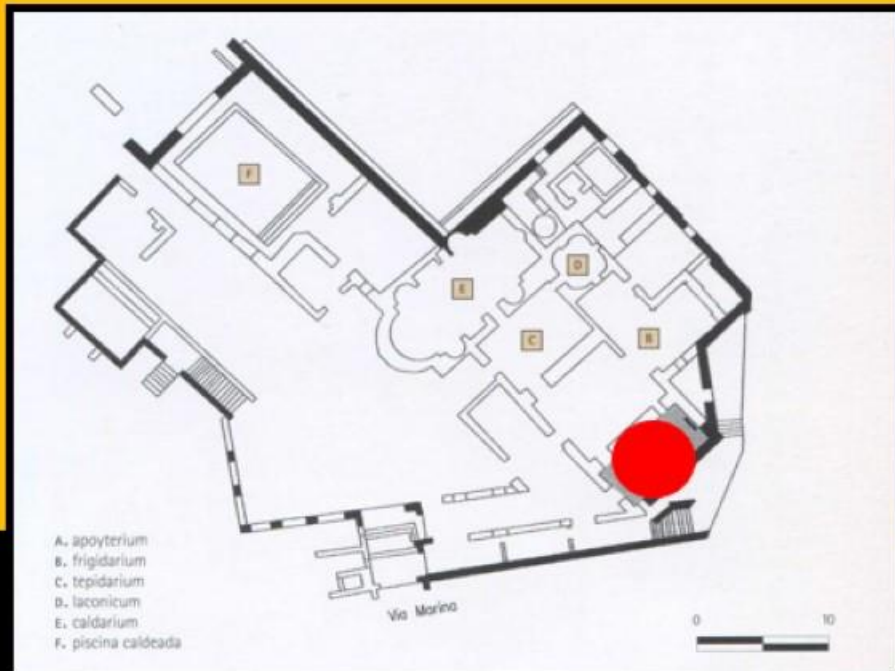 F
E
D
C
B
A. apoyterium
B. frigidarium
C. tepidarium
D. laconicum
E. caldarium
F. piscina caldeada
Via Marina
0 10